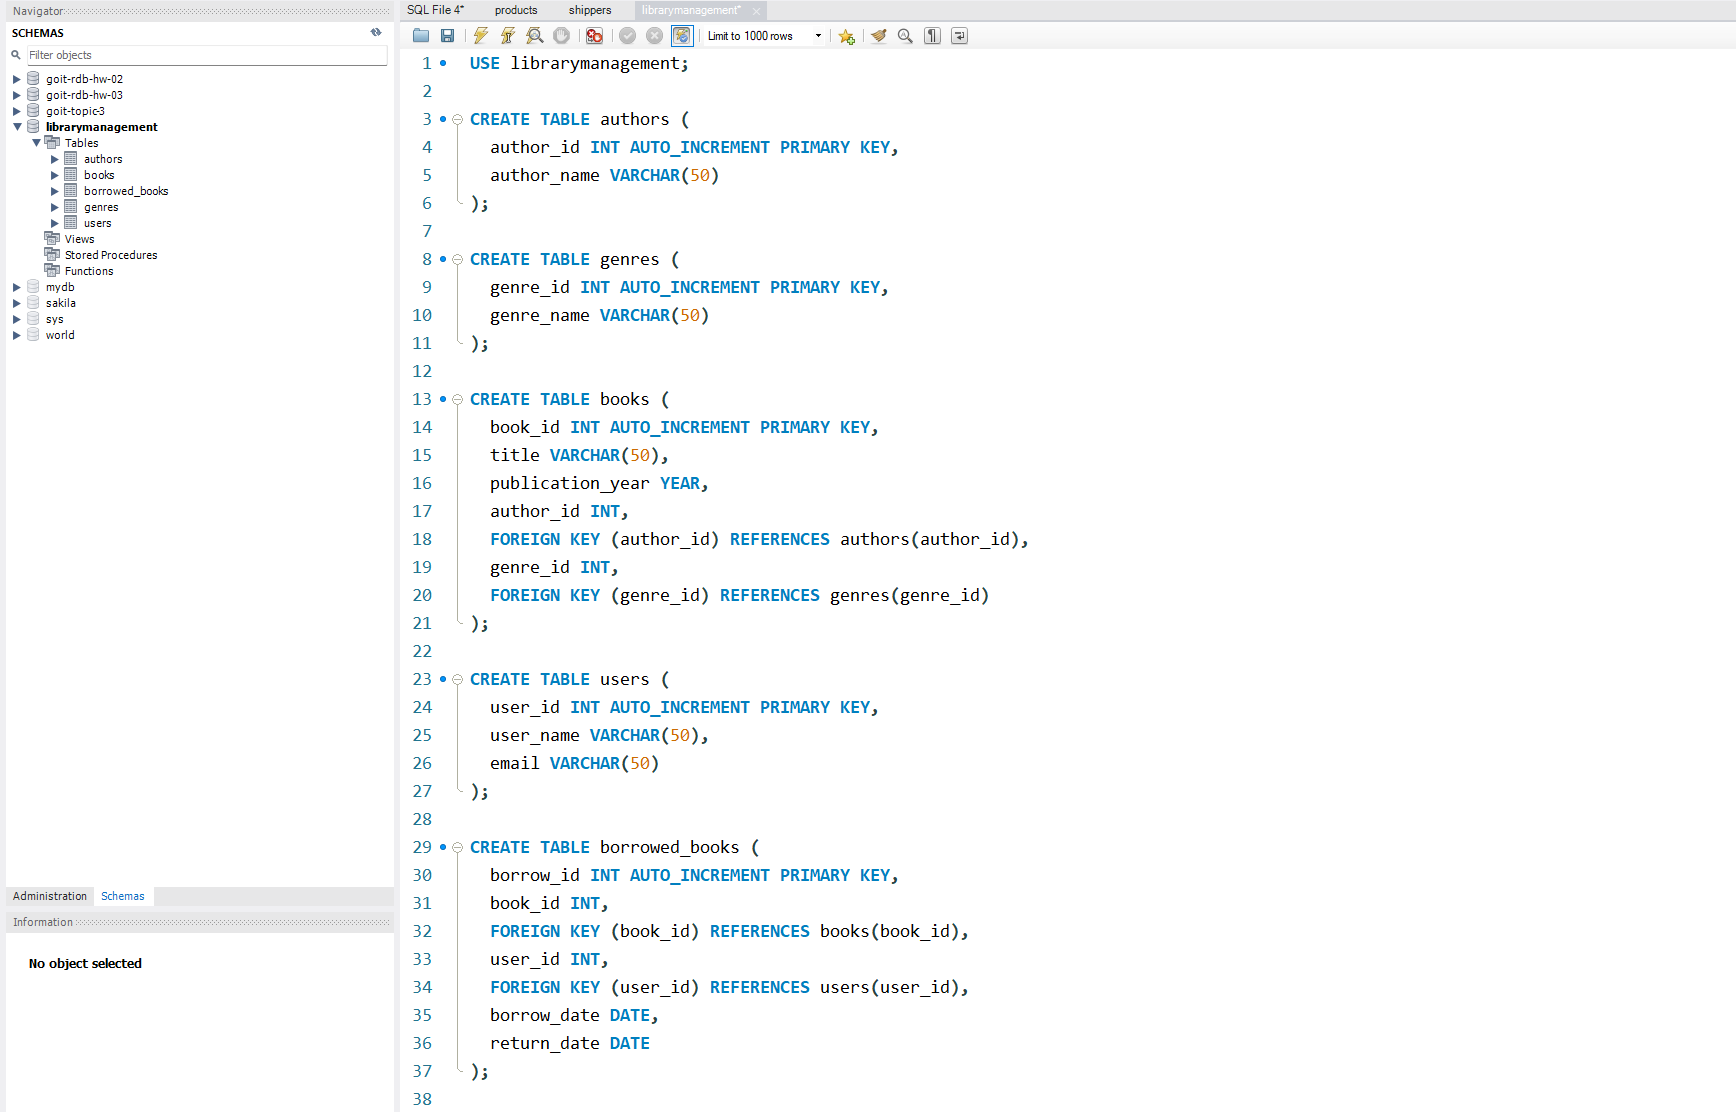 Navigator
SCHEMAS
Filter objects
goit-rdb-hw-02
goit-rdb-hw-03
goit-topic-3
librarymanagement
Tables
authors
books
borrowed_books
genres
users
Views
Stored Procedures
Functions
mydb
sakila
sys
world
Administration Schemas
Information
No object selected
SQL File 4* products shippers librarymanagement*
Limit to 1000 rows
1 USE librarymanagement;
2
3 CREATE TABLE authors (
4 author_id INT AUTO_INCREMENT PRIMARY KEY,
5 author_name VARCHAR(50)
6 );
7
8 CREATE TABLE genres (
9 genre_id INT AUTO_INCREMENT PRIMARY KEY,
10 genre_name VARCHAR(50)
11 );
12
13 CREATE TABLE books (
14 book_id INT AUTO_INCREMENT PRIMARY KEY,
15 title VARCHAR(50),
16 publication_year YEAR,
17 author_id INT,
18 FOREIGN KEY (author_id) REFERENCES authors(author_id),
19 genre_id INT,
20 FOREIGN KEY (genre_id) REFERENCES genres(genre_id)
21 );
22
23 CREATE TABLE users (
24 user_id INT AUTO_INCREMENT PRIMARY KEY,
25 user_name VARCHAR(50),
26 email VARCHAR(50)
27 );
28
29 CREATE TABLE borrowed_books (
30 borrow_id INT AUTO_INCREMENT PRIMARY KEY,
31 book_id INT,
32 FOREIGN KEY (book_id) REFERENCES books(book_id),
33 user_id INT,
34 FOREIGN KEY (user_id) REFERENCES users(user_id),
35 borrow_date DATE,
36 return_date DATE
37 );
38